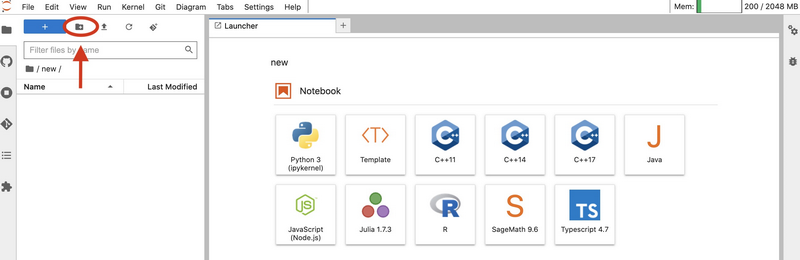 File Edit View Run Kernel Git Diagram Tabs Settings Help Mem: 200 / 2048 MB
+
Launcher +
Filter files by name
/ new /
Name Last Modified
new
Notebook
Python 3 (ipykernel)
<T> Template
C++ C++11
C++ C++14
C++ C++17
J Java
JS JavaScript (Node.js)
Julia 1.7.3
R R
S SageMath 9.6
TS Typescript 4.7